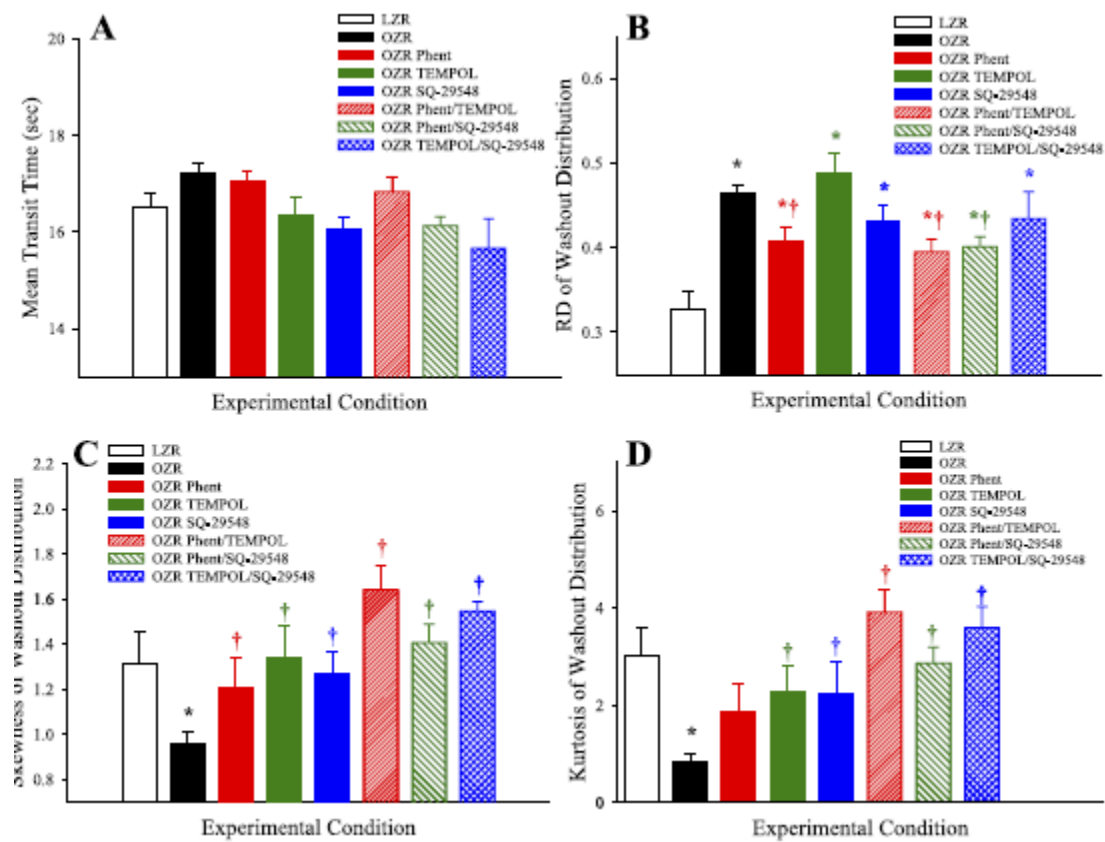 A
LZR
OZR
OZR Phent
OZR TEMPOL
OZR SQ-29548
OZR Phent/TEMPOL
OZR Phent/SQ-29548
OZR TEMPOL/SQ-29548
20
18
16
14
Mean Transit Time (sec)
Experimental Condition
B
LZR
OZR
OZR Phent
OZR TEMPOL
OZR SQ-29548
OZR Phent/TEMPOL
OZR Phent/SQ-29548
OZR TEMPOL/SQ-29548
0.6
0.5
0.4
0.3
RD of Washout Distribution
*
*†
*
*
*†
*†
*
Experimental Condition
C
LZR
OZR
OZR Phent
OZR TEMPOL
OZR SQ-29548
OZR Phent/TEMPOL
OZR Phent/SQ-29548
OZR TEMPOL/SQ-29548
2.2
2.0
1.8
1.6
1.4
1.2
1.0
0.8
Skewness of Washout Distribution
*
†
†
†
†
†
†
Experimental Condition
D
LZR
OZR
OZR Phent
OZR TEMPOL
OZR SQ-29548
OZR Phent/TEMPOL
OZR Phent/SQ-29548
OZR TEMPOL/SQ-29548
6
4
2
0
Kurtosis of Washout Distribution
*
†
†
†
†
†
Experimental Condition